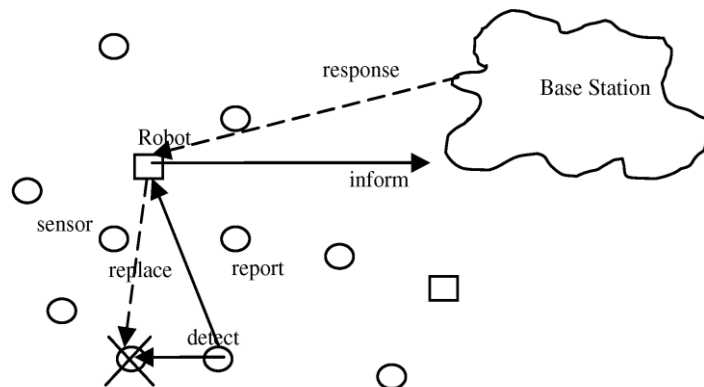 response
Base Station
Robot
inform
sensor
replace
report
detect